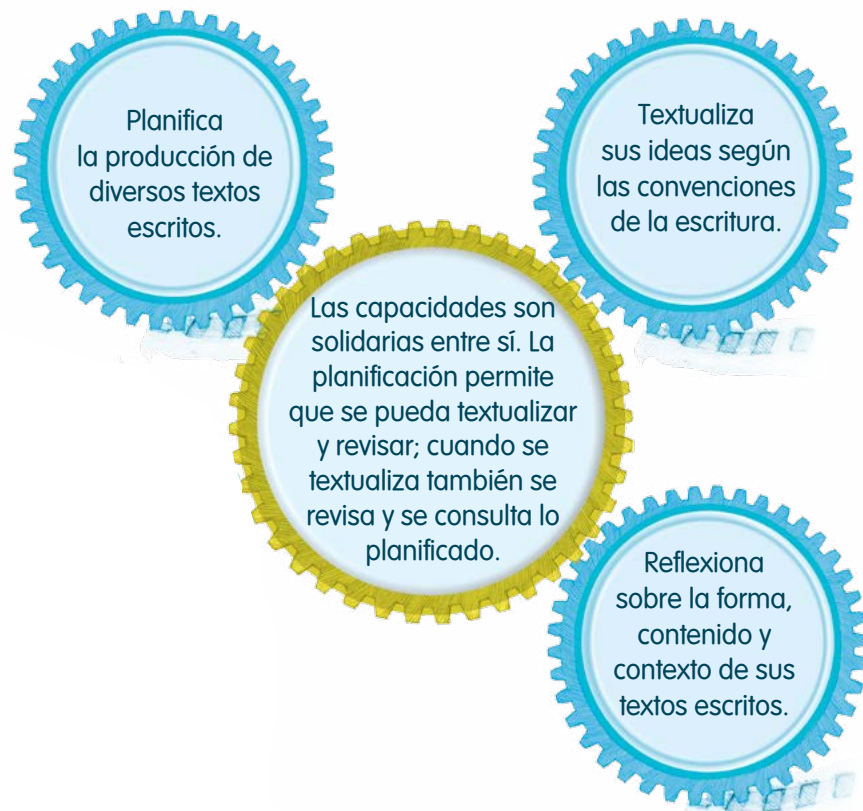 Planifica
la producción de
diversos textos
escritos.
Textualiza
sus ideas según
las convenciones
de la escritura.
Las capacidades son
solidarias entre sí. La
planificación permite
que se pueda textualizar
y revisar; cuando se
textualiza también se
revisa y se consulta lo
planificado.
Reflexiona
sobre la forma,
contenido y
contexto de sus
textos escritos.